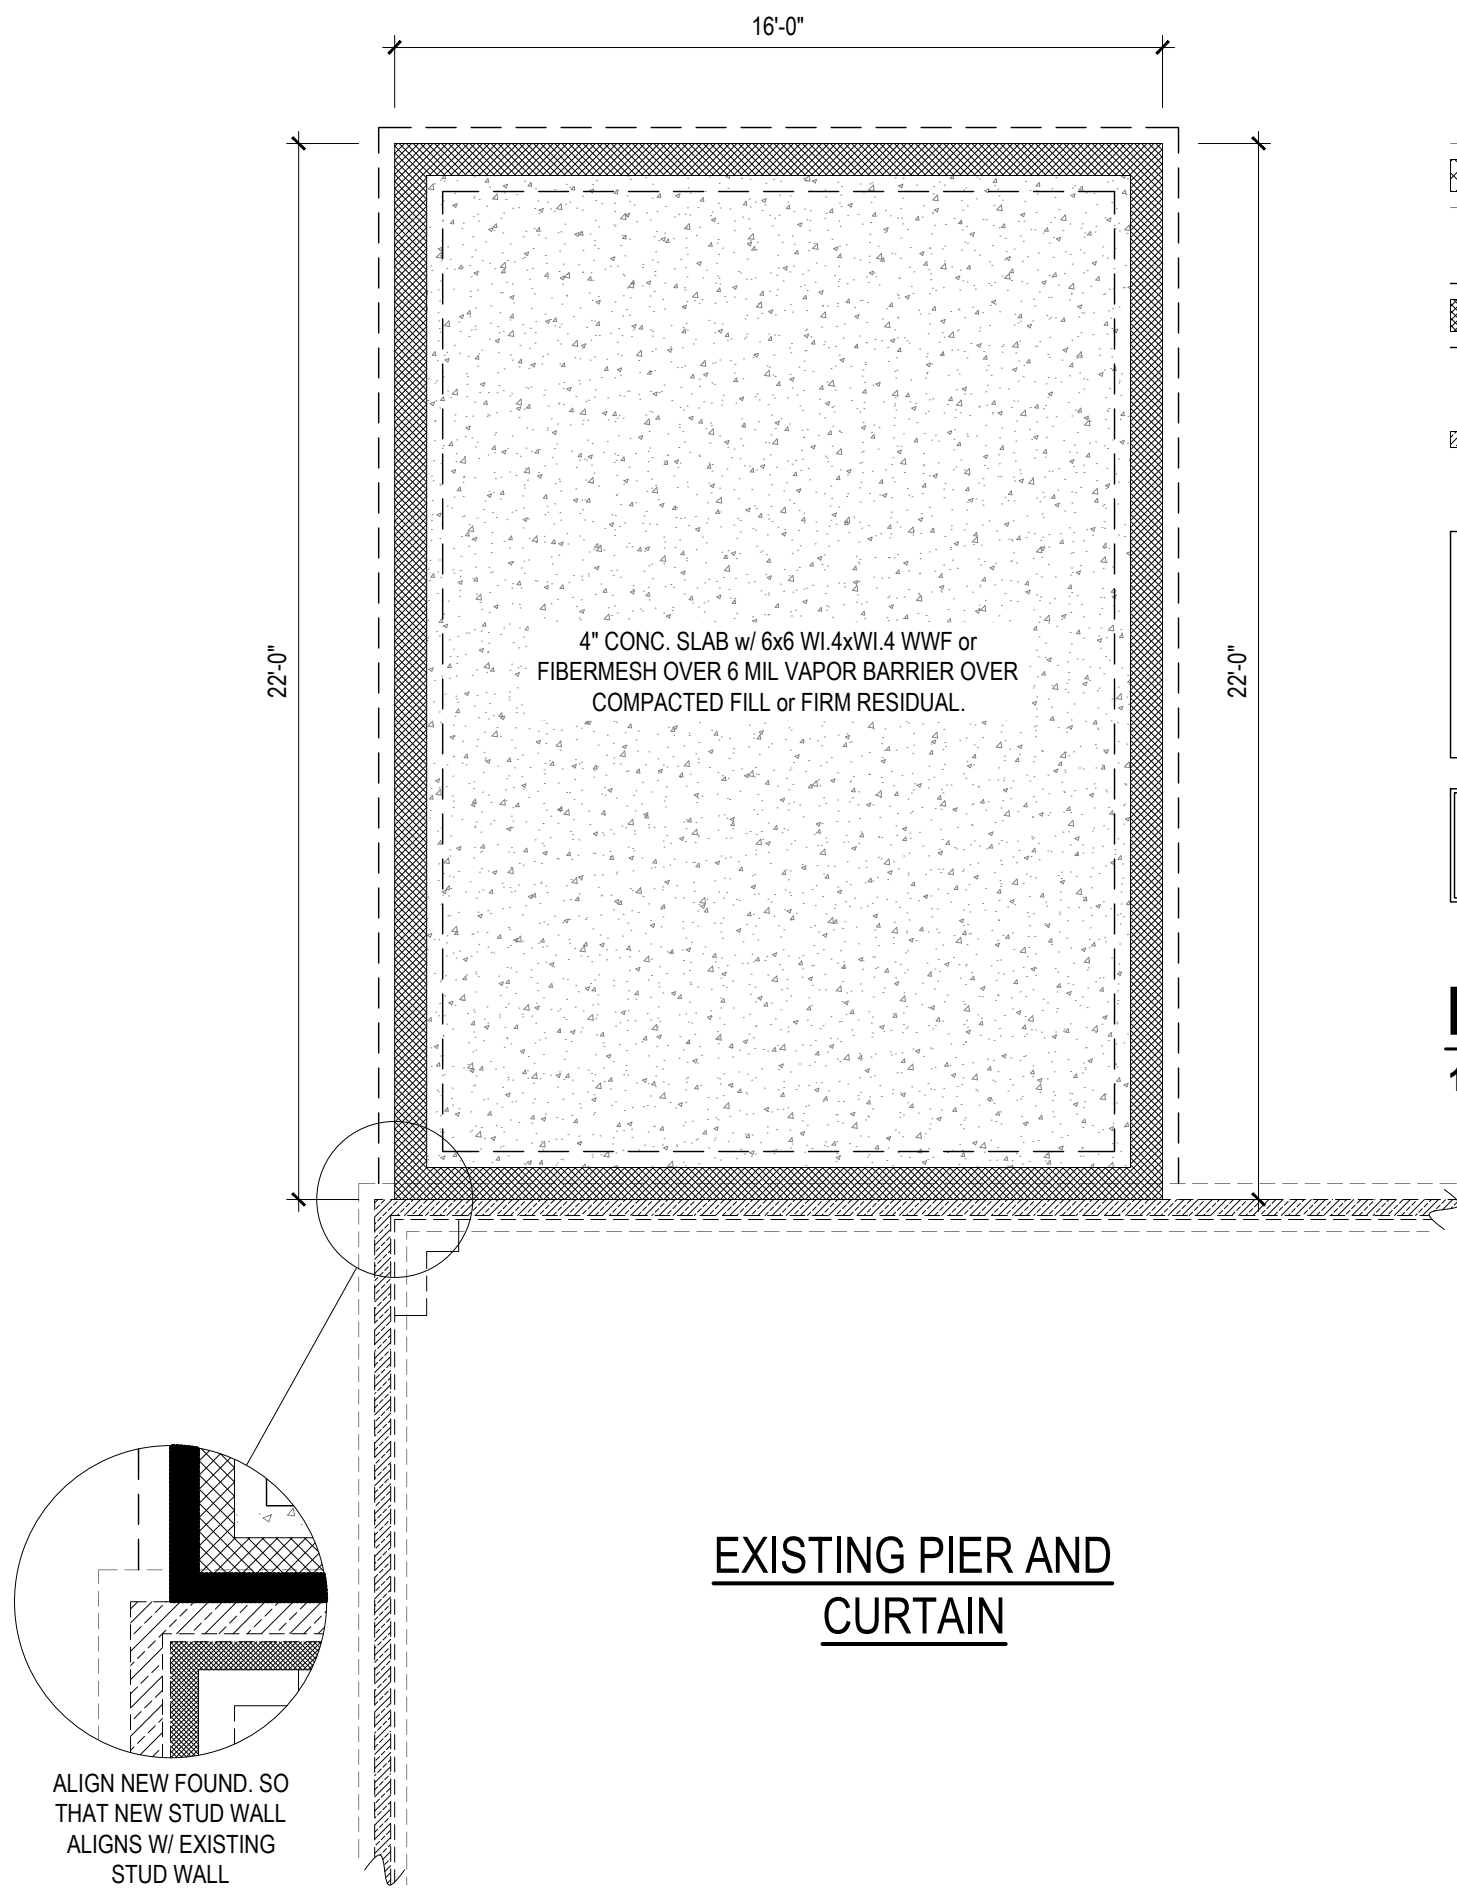 16'-0"
22'-0"
22'-0"
4" CONC. SLAB w/ 6x6 WI.4xWI.4 WWF or
FIBERMESH OVER 6 MIL VAPOR BARRIER OVER
COMPACTED FILL or FIRM RESIDUAL.
EXISTING PIER AND
CURTAIN
ALIGN NEW FOUND. SO
THAT NEW STUD WALL
ALIGNS W/ EXISTING
STUD WALL